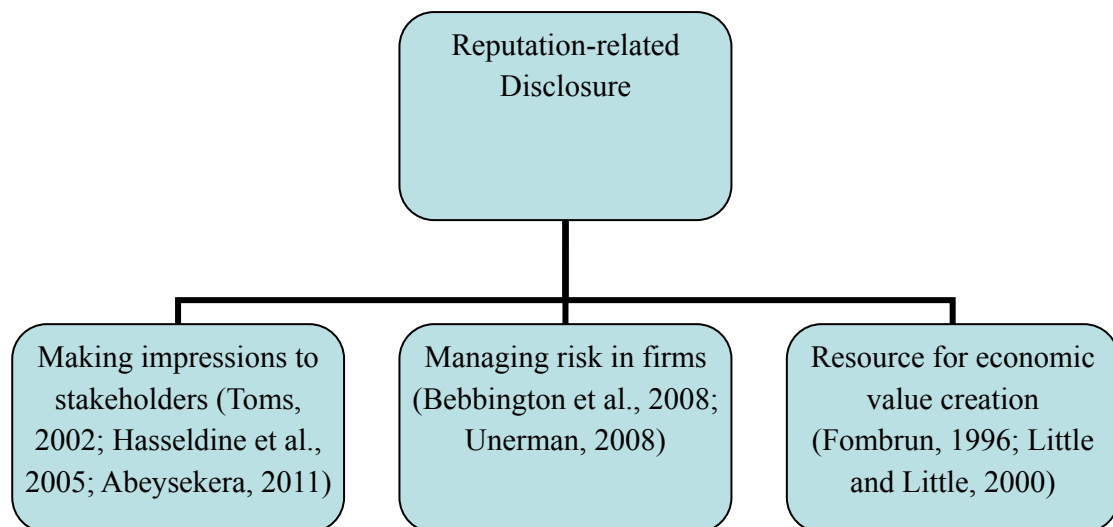 Reputation-related
Disclosure
Making impressions to
stakeholders (Toms,
2002; Hasseldine et al.,
2005; Abeysekera, 2011)
Managing risk in firms
(Bebbington et al., 2008;
Unerman, 2008)
Resource for economic
value creation
(Fombrun, 1996; Little
and Little, 2000)